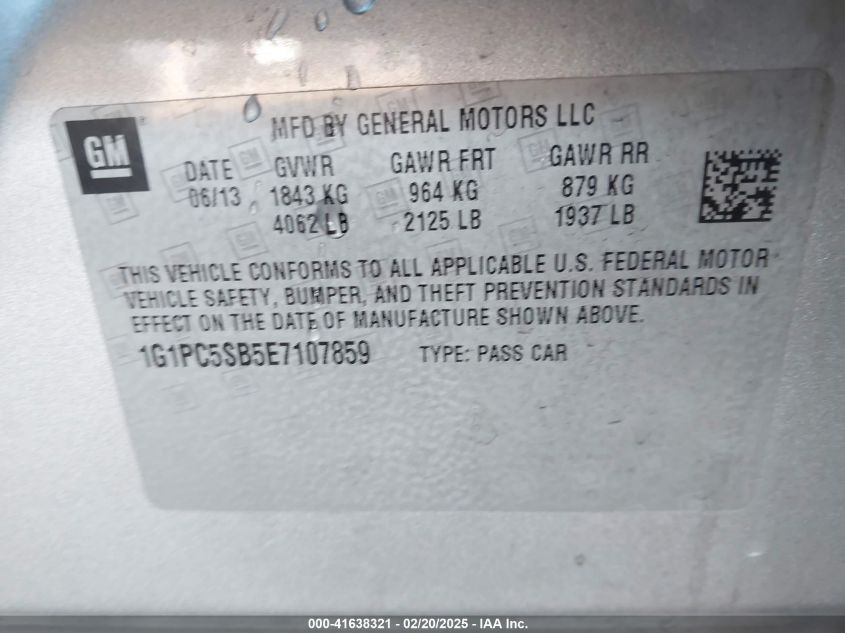 GM
MFD BY GENERAL MOTORS LLC
DATE GVWR GAWR FRT GAWR RR
06/13 1843 KG 964 KG 879 KG
4062 LB 2125 LB 1937 LB
THIS VEHICLE CONFORMS TO ALL APPLICABLE U.S. FEDERAL MOTOR
VEHICLE SAFETY, BUMPER, AND THEFT PREVENTION STANDARDS IN
EFFECT ON THE DATE OF MANUFACTURE SHOWN ABOVE.
1G1PC5SB5E7107859 TYPE: PASS CAR
000-41638321 - 02/20/2025 - IAA Inc.